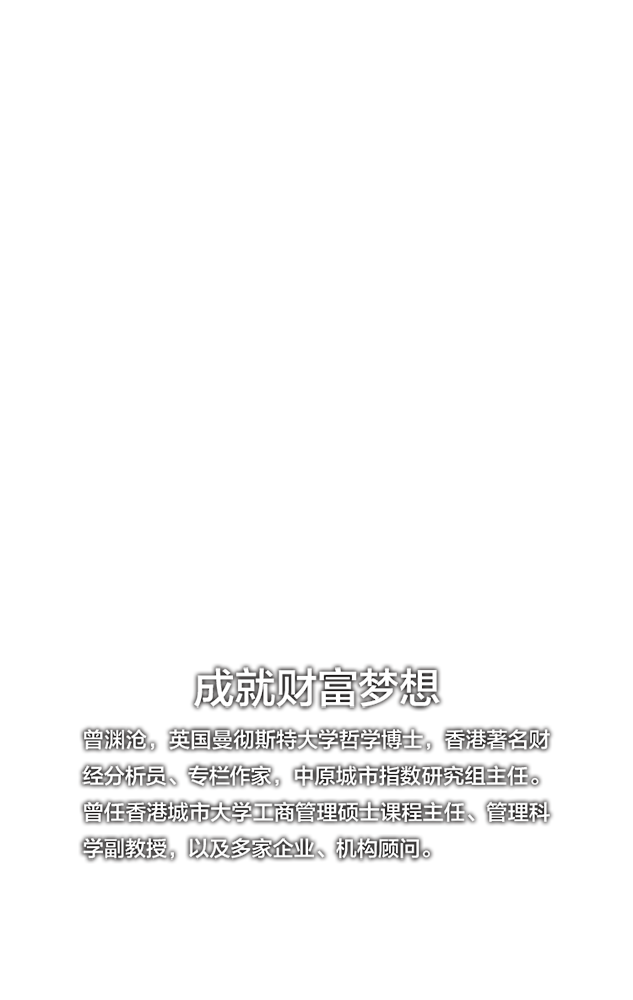 成就财富梦想
曾渊沧，英国曼彻斯特大学哲学博士，香港著名财
经分析员、专栏作家，中原城市指数研究组主任。
曾任香港城市大学工商管理硕士课程主任、管理科
学副教授，以及多家企业、机构顾问。